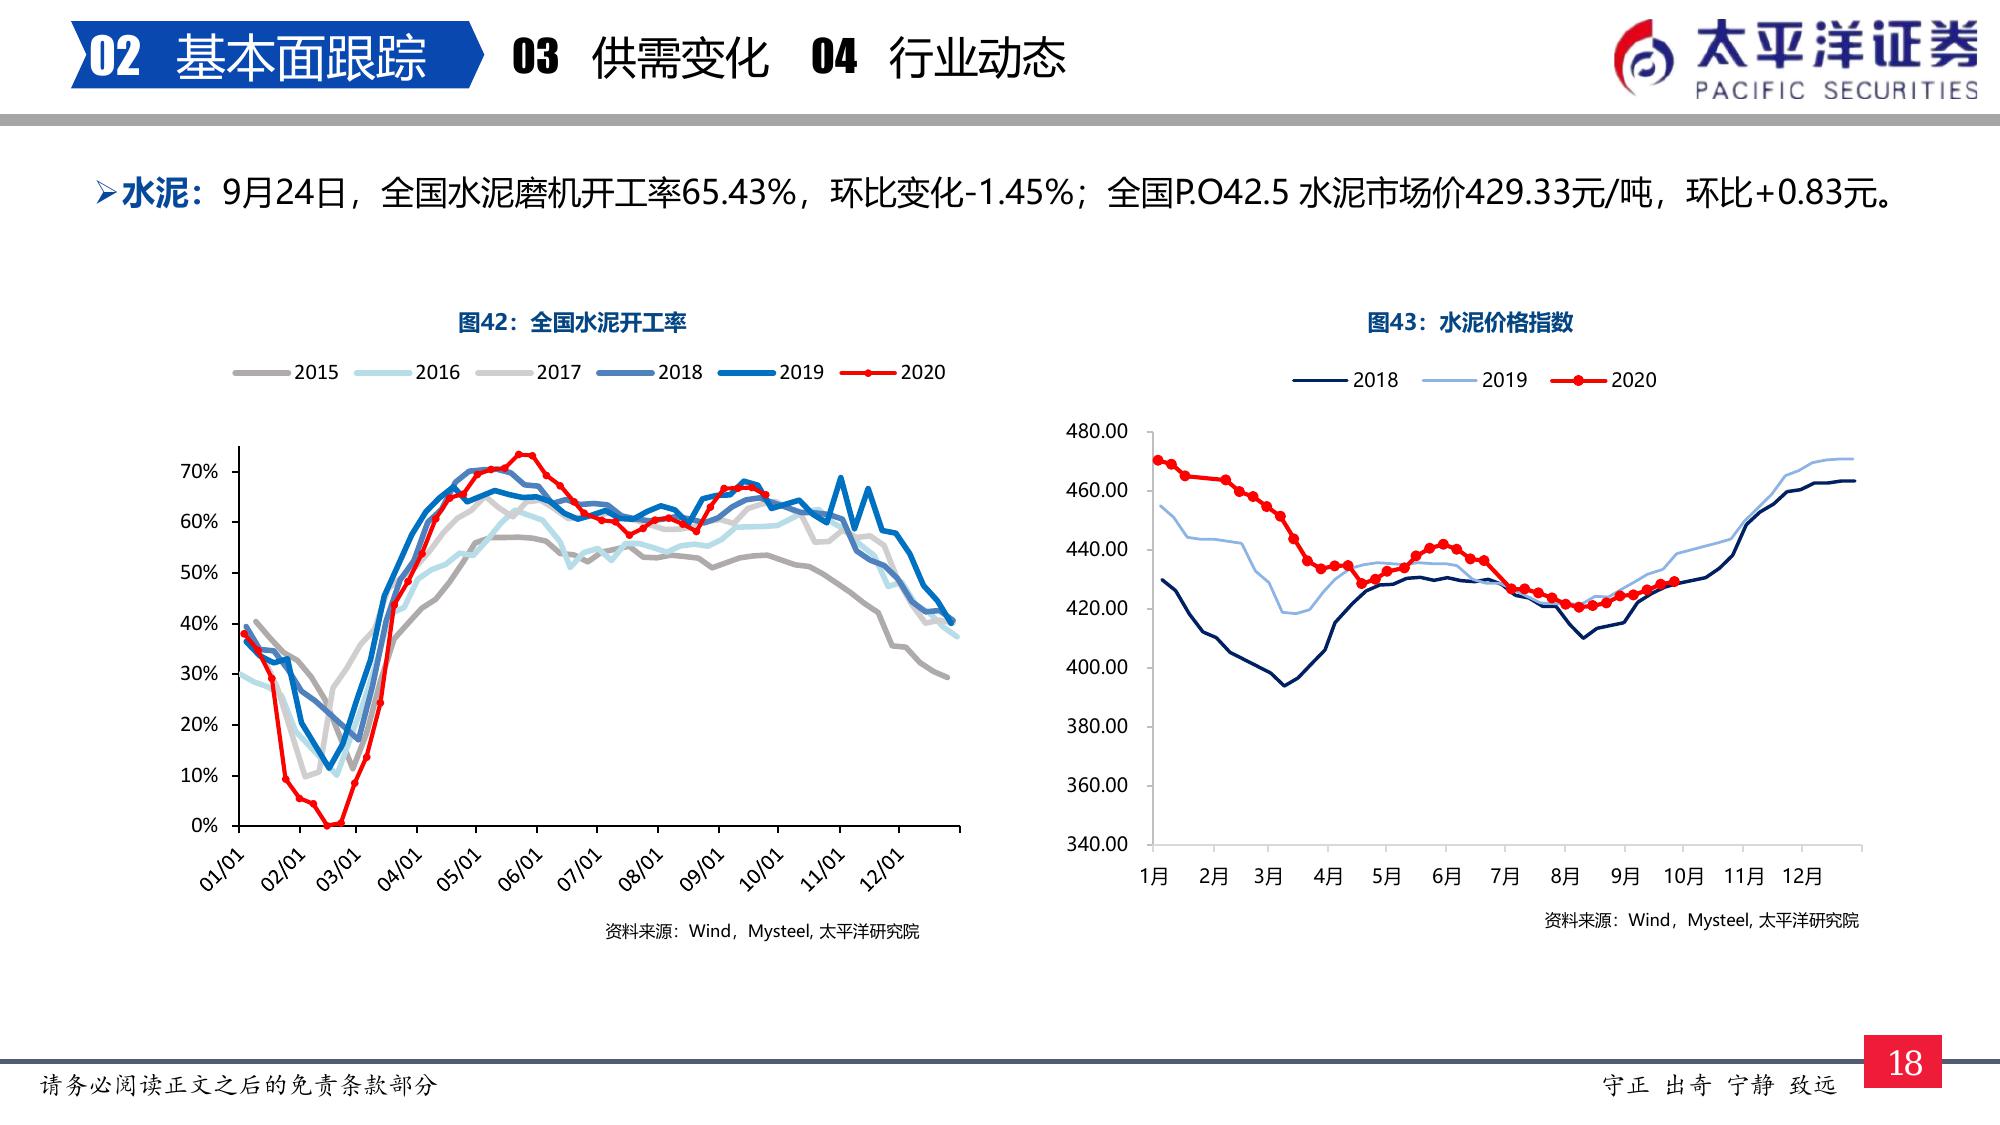 02 基本面跟踪 03 供需变化 04 行业动态
太平洋证券
PACIFIC SECURITIES
➢水泥：9月24日，全国水泥磨机开工率65.43%，环比变化-1.45%；全国P.O42.5 水泥市场价429.33元/吨，环比+0.83元。
图42：全国水泥开工率
2015 2016 2017 2018 2019 2020
70%
60%
50%
40%
30%
20%
10%
0%
01/01 02/01 03/01 04/01 05/01 06/01 07/01 08/01 09/01 10/01 11/01 12/01
资料来源：Wind，Mysteel, 太平洋研究院
图43：水泥价格指数
2018 2019 2020
480.00
460.00
440.00
420.00
400.00
380.00
360.00
340.00
1月 2月 3月 4月 5月 6月 7月 8月 9月 10月 11月 12月
资料来源：Wind，Mysteel, 太平洋研究院
请务必阅读正文之后的免责条款部分
守正 出奇 宁静 致远
18